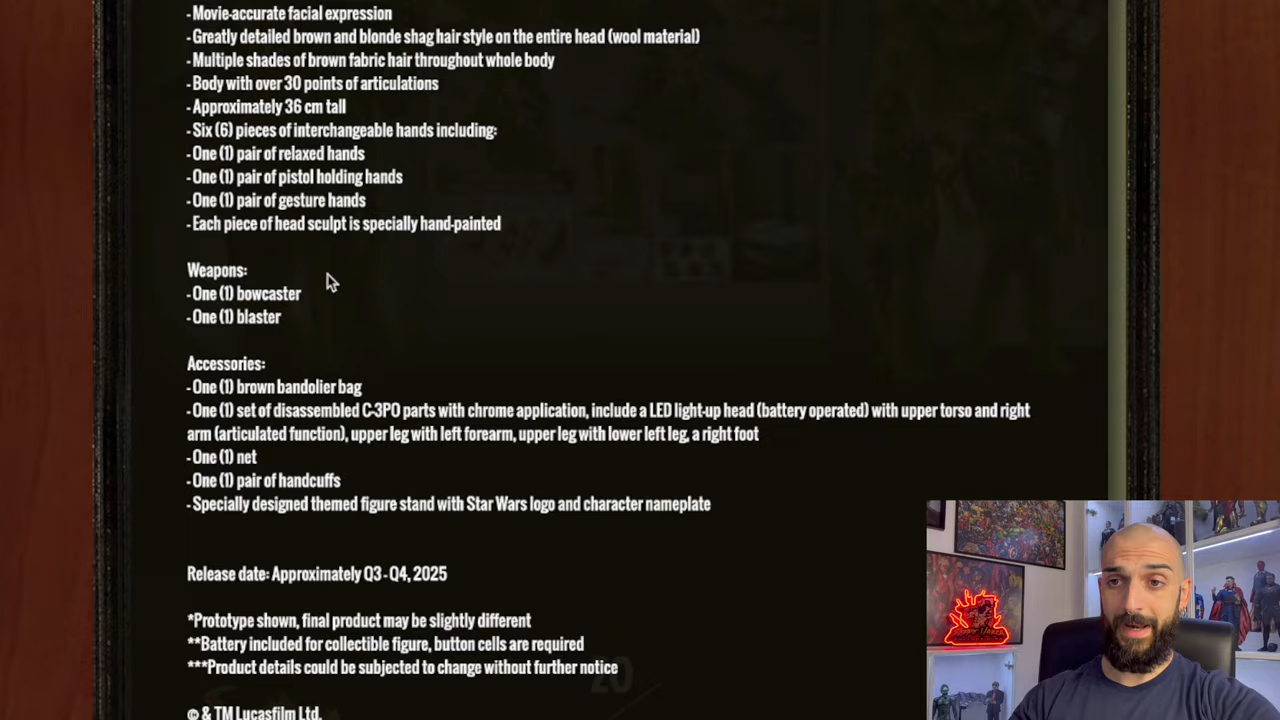 - Movie-accurate facial expression
- Greatly detailed brown and blonde shag hair style on the entire head (wool material)
- Multiple shades of brown fabric hair throughout whole body
- Body with over 30 points of articulations
- Approximately 36 cm tall
- Six (6) pieces of interchangeable hands including:
- One (1) pair of relaxed hands
- One (1) pair of pistol holding hands
- One (1) pair of gesture hands
- Each piece of head sculpt is specially hand-painted
Weapons:
- One (1) bowcaster
- One (1) blaster
Accessories:
- One (1) brown bandolier bag
- One (1) set of disassembled C-3PO parts with chrome application, include a LED light-up head (battery operated) with upper torso and right
arm (articulated function), upper leg with left forearm, upper leg with lower left leg, a right foot
- One (1) net
- One (1) pair of handcuffs
- Specially designed themed figure stand with Star Wars logo and character nameplate
Release date: Approximately Q3 - Q4, 2025
*Prototype shown, final product may be slightly different
**Battery included for collectible figure, button cells are required
***Product details could be subjected to change without further notice
20
© & TM Lucasfilm Ltd.